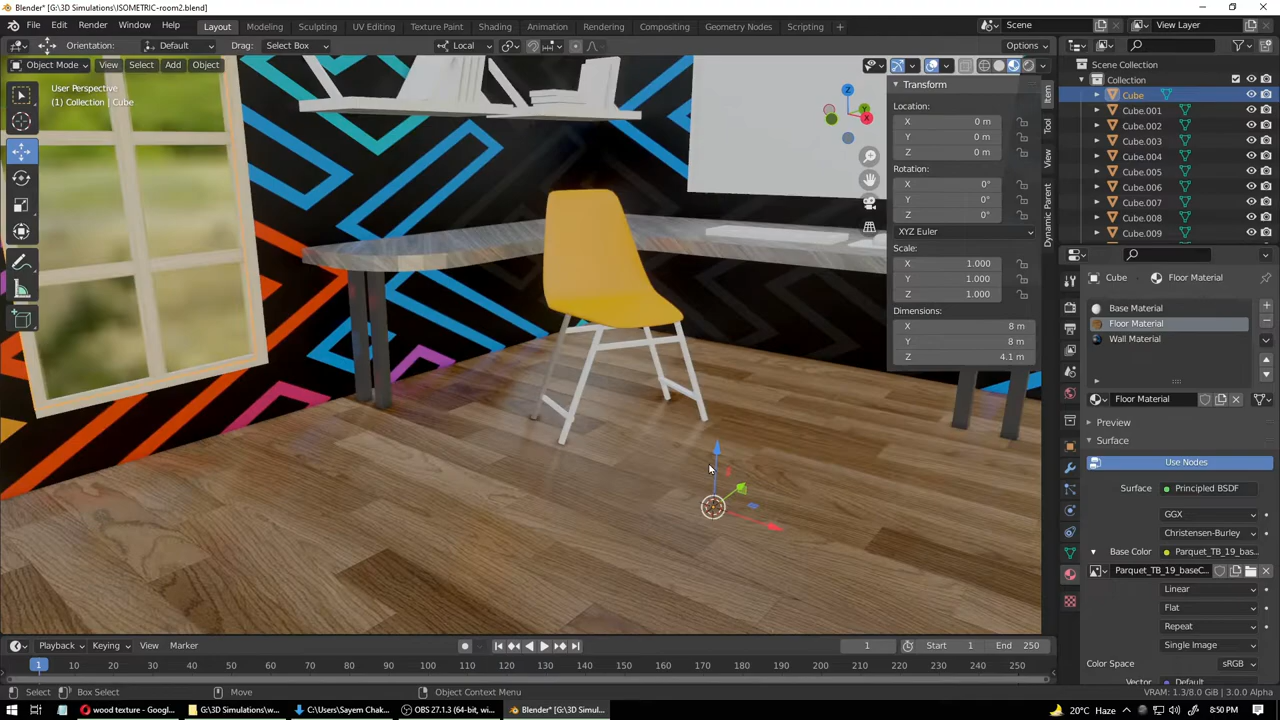 Blender* [G:\3D Simulations\ISOMETRIC-room2.blend]
File Edit Render Window Help Layout Modeling Sculpting UV Editing Texture Paint Shading Animation Rendering Compositing Geometry Nodes Scripting + Scene View Layer
Orientation: Default Drag: Select Box Local Options
Object Mode View Select Add Object
User Perspective
(1) Collection | Cube
Z
Y
X
Transform
Location:
X 0 m
Y 0 m
Z 0 m
Rotation:
X 0°
Y 0°
Z 0°
XYZ Euler
Scale:
X 1.000
Y 1.000
Z 1.000
Dimensions:
X 8 m
Y 8 m
Z 4.1 m
Item
Tool
View
Dynamic Parent
Scene Collection
Collection
Cube
Cube.001
Cube.002
Cube.003
Cube.004
Cube.005
Cube.006
Cube.007
Cube.008
Cube.009
Cube Floor Material
Base Material
Floor Material
Wall Material
Floor Material
Preview
Surface
Use Nodes
Surface Principled BSDF
GGX
Christensen-Burley
Base Color Parquet_TB_19_bas...
Parquet_TB_19_baseC...
Linear
Flat
Repeat
Single Image
Color Space sRGB
Vector Default
Playback Keying View Marker 1 Start 1 End 250
1 10 20 30 40 50 60 70 80 90 100 110 120 130 140 150 160 170 180 190 200 210 220 230 240 250
Select Box Select Move Object Context Menu VRAM: 1.3/8.0 GiB | 3.0.0 Alpha
wood texture - Googl... G:\3D Simulations\w... C:\Users\Sayem Chak... OBS 27.1.3 (64-bit, w... Blender* [G:\3D Simul... 20°C Haze 8:50 PM